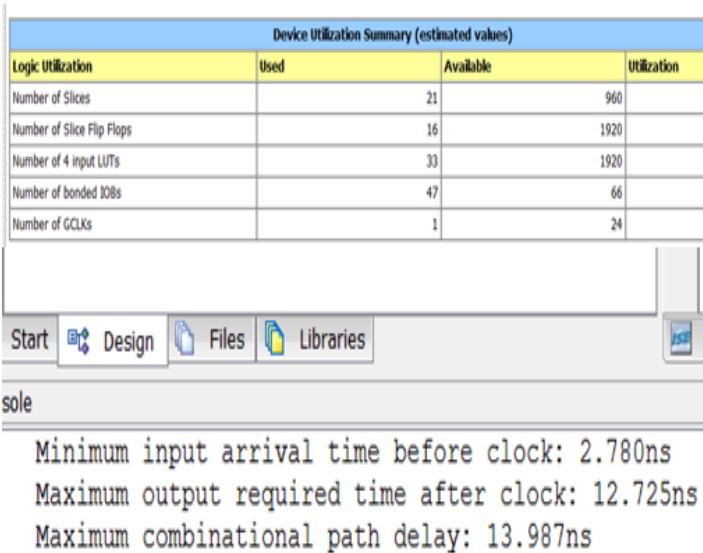 Device Utilization Summary (estimated values)
Logic Utilization Used Available Utilization
Number of Slices 21 960
Number of Slice Flip Flops 16 1920
Number of 4 input LUTs 33 1920
Number of bonded IOBs 47 66
Number of GCLKs 1 24
Start Design Files Libraries ISE
sole
Minimum input arrival time before clock: 2.780ns
Maximum output required time after clock: 12.725ns
Maximum combinational path delay: 13.987ns